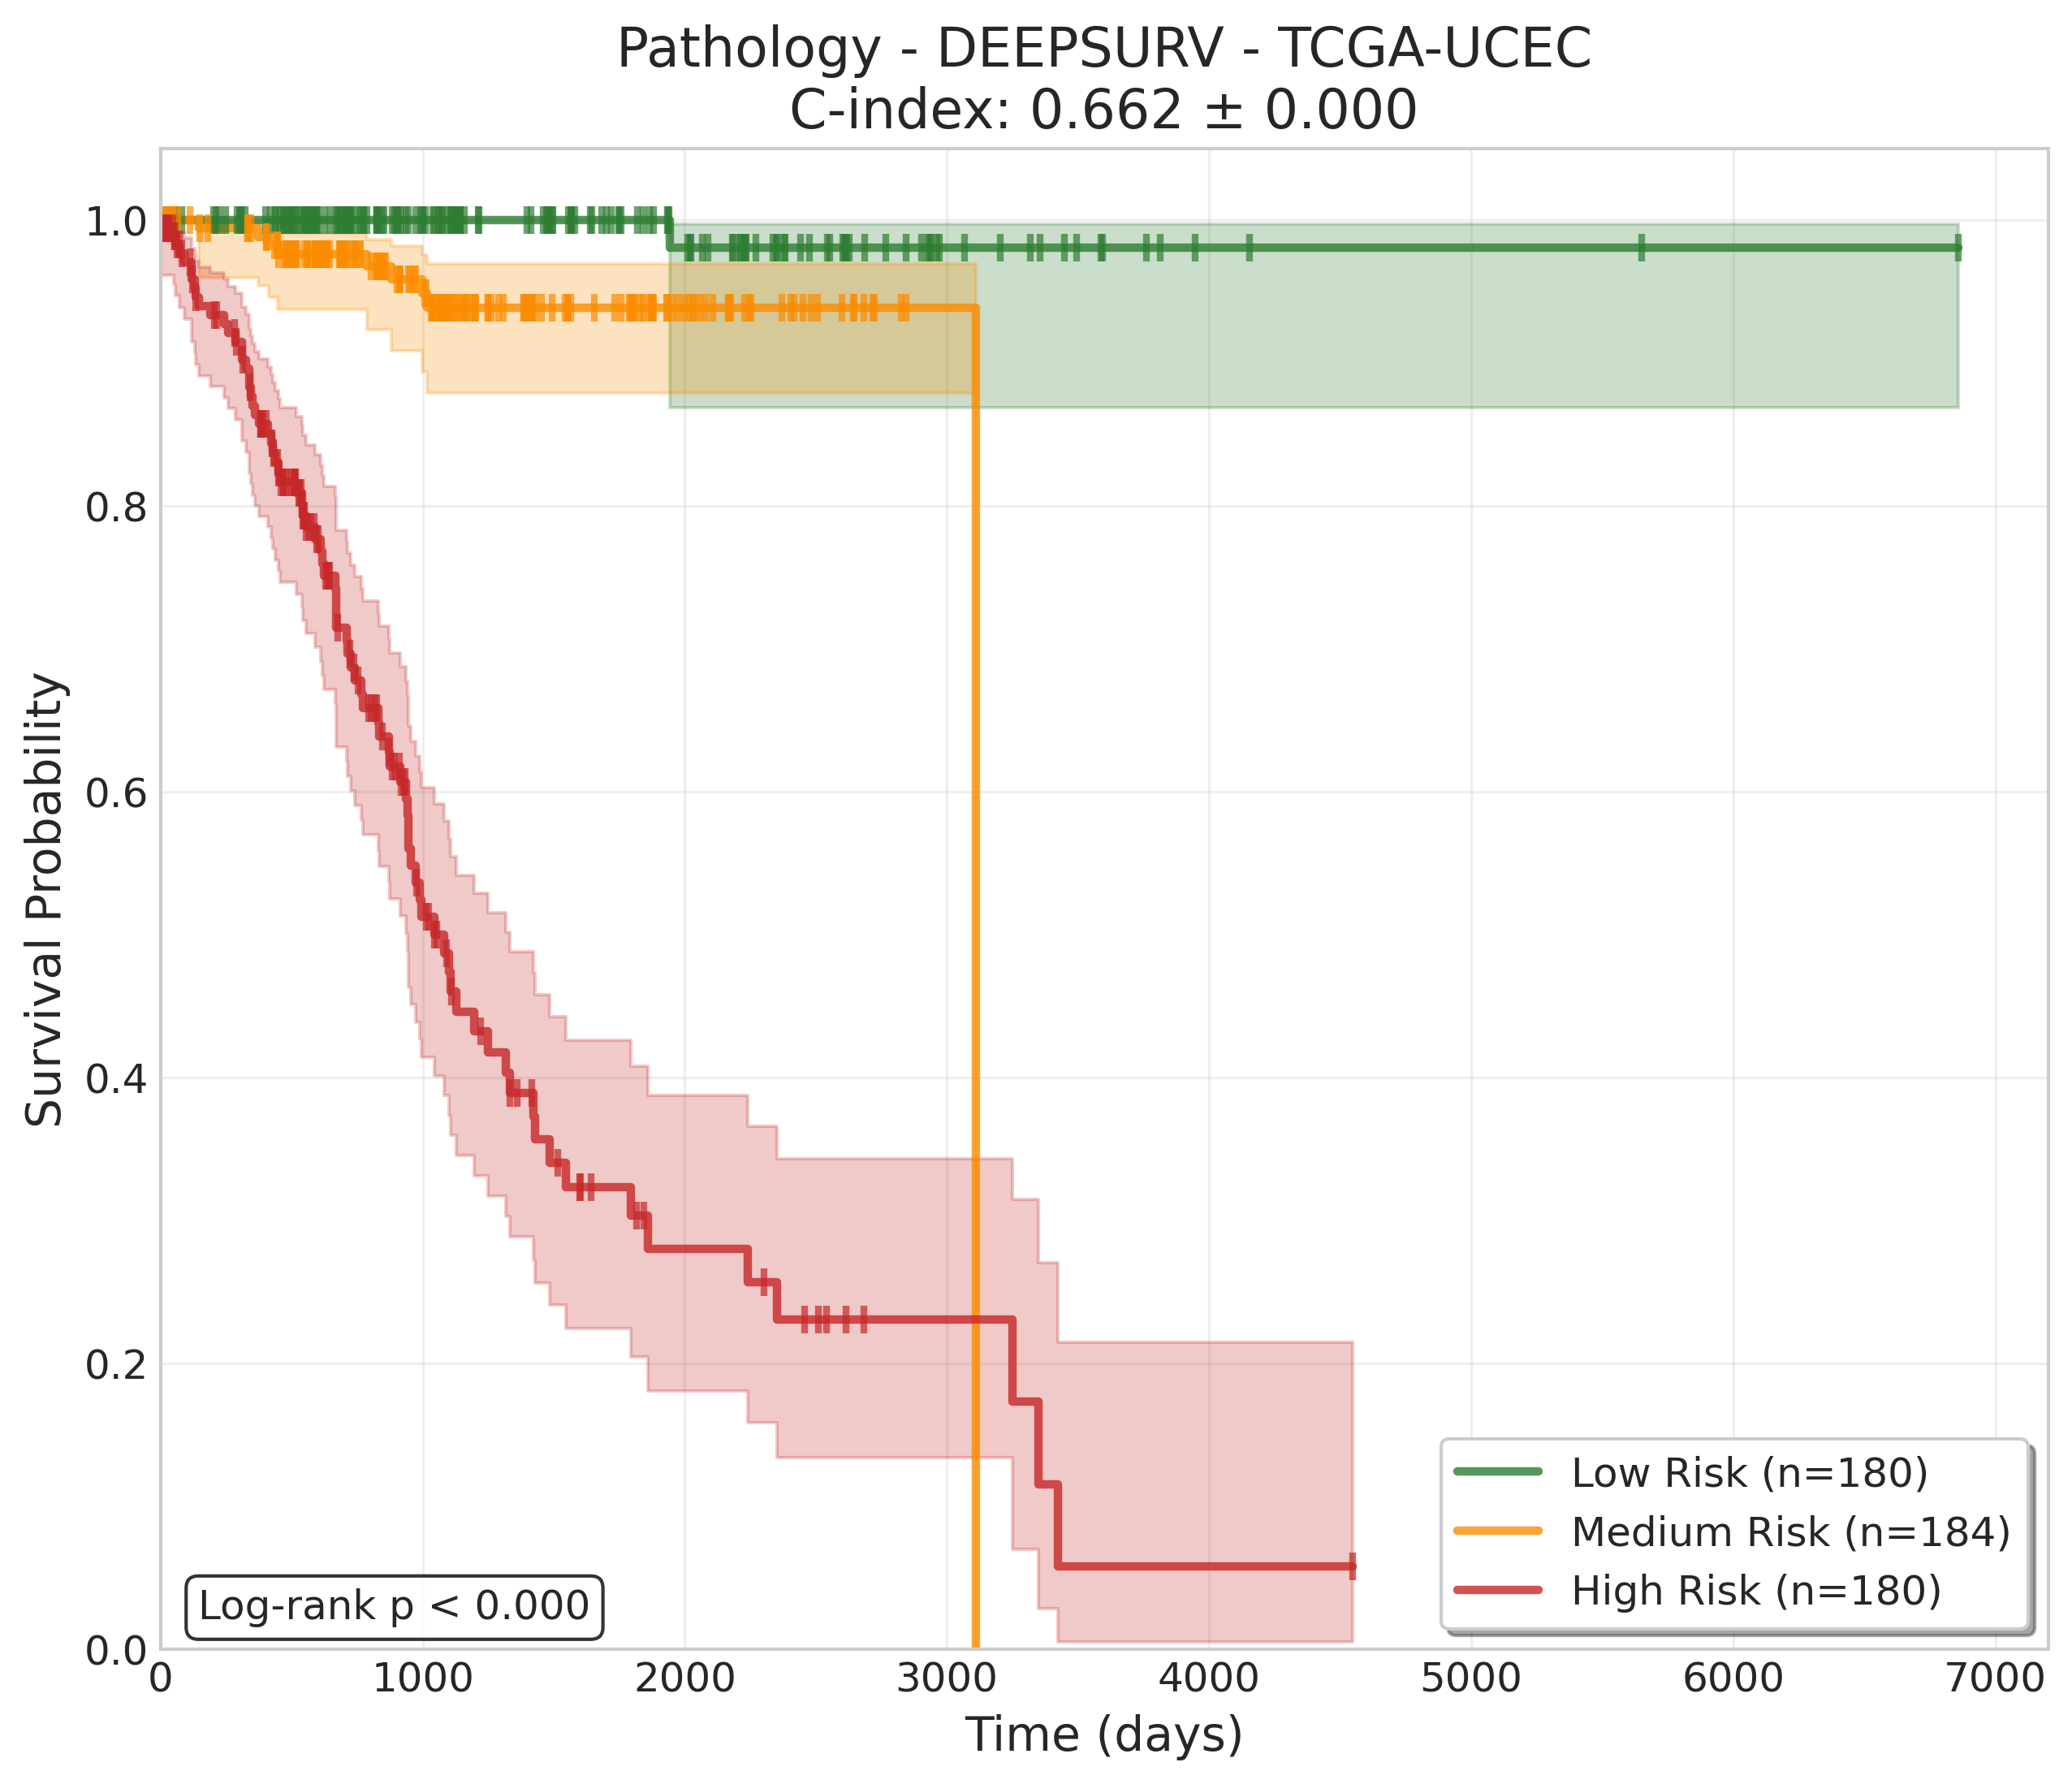 Pathology - DEEPSURV - TCGA-UCEC
C-index: 0.662 ± 0.000
Survival Probability
1.0
0.8
0.6
0.4
0.2
0.0
Log-rank p < 0.000
Low Risk (n=180)
Medium Risk (n=184)
High Risk (n=180)
0 1000 2000 3000 4000 5000 6000 7000
Time (days)